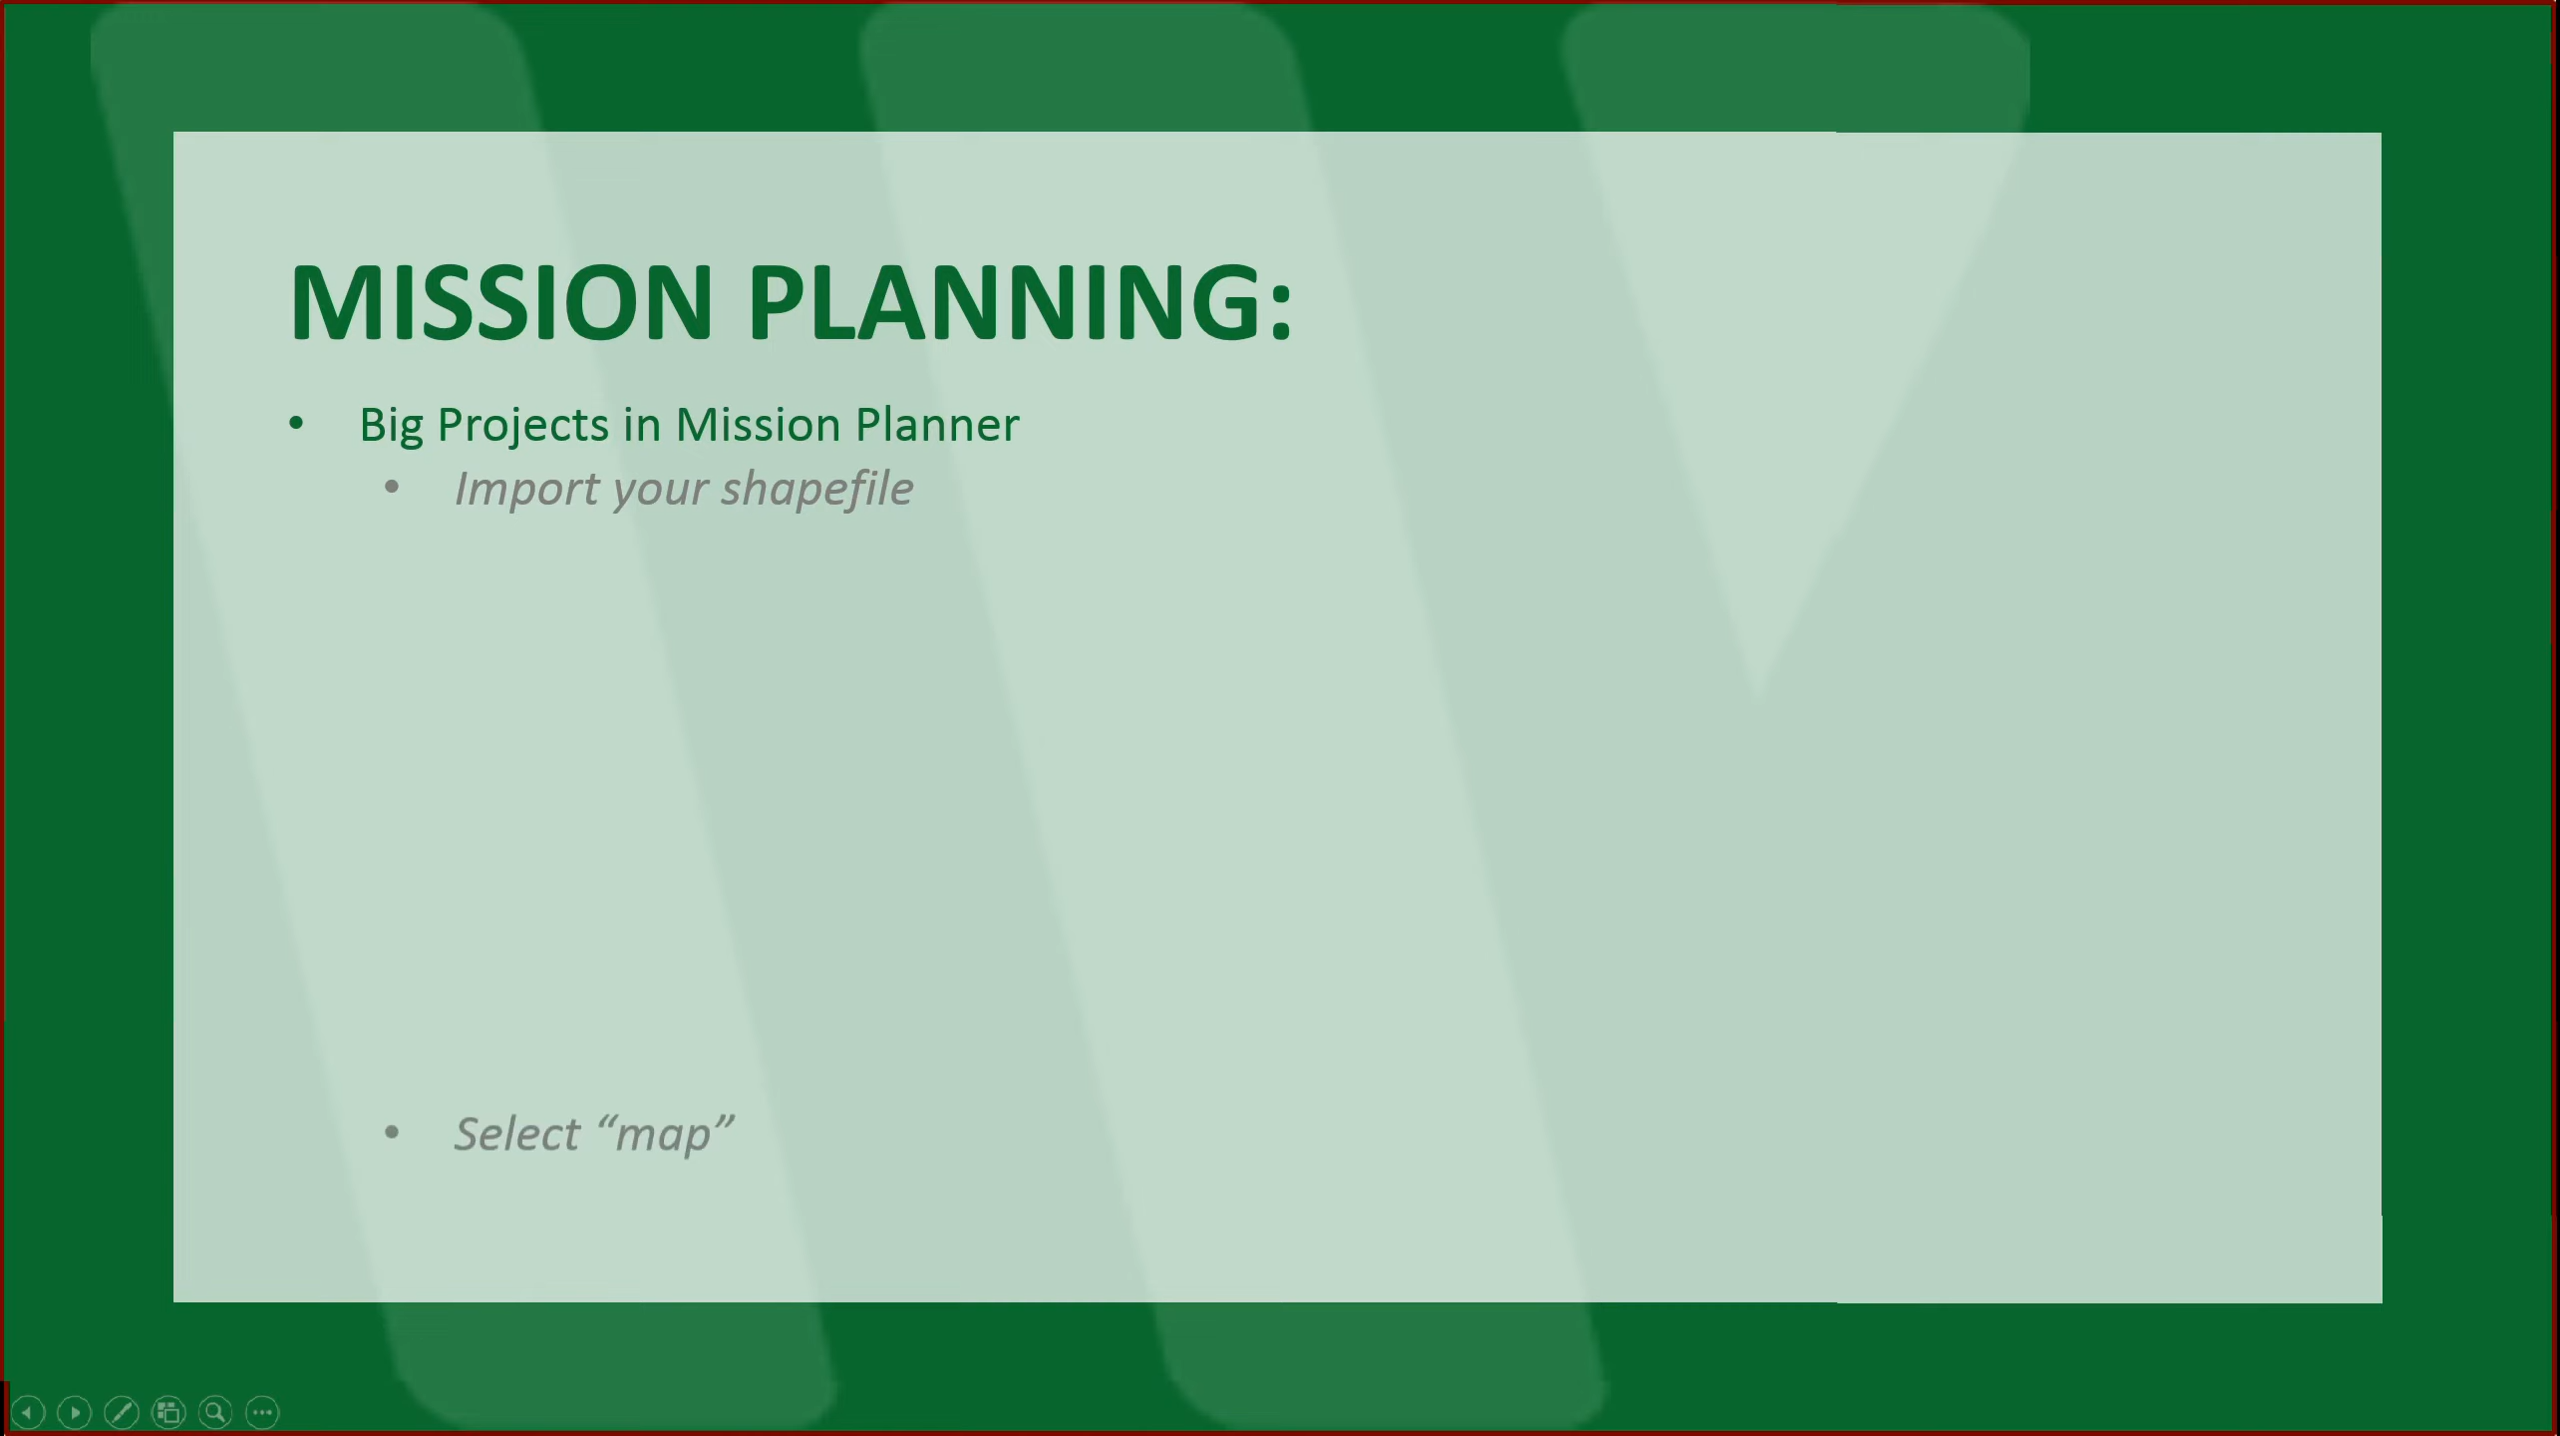 MISSION PLANNING:
• Big Projects in Mission Planner
• Import your shapefile
• Select “map”